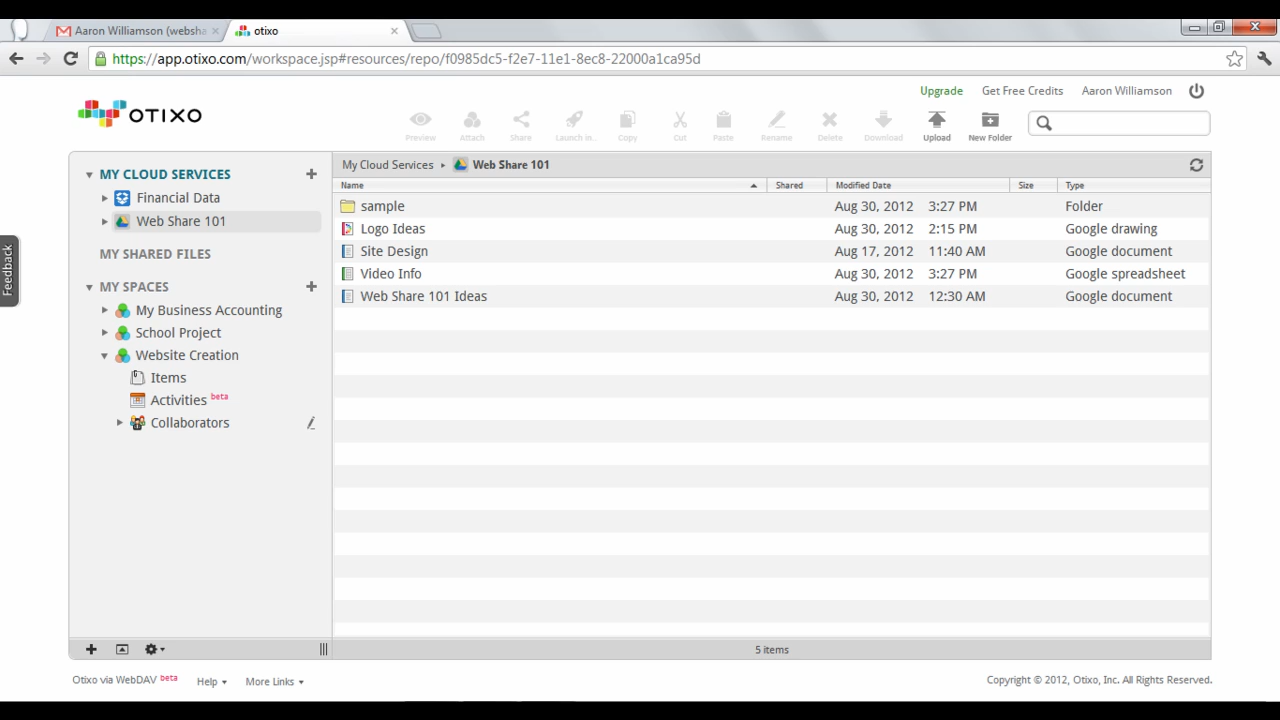 Aaron Williamson (websha
otixo
https://app.otixo.com/workspace.jsp#resources/repo/f0985dc5-f2e7-11e1-8ec8-22000a1ca95d
Upgrade Get Free Credits Aaron Williamson
OTIXO
Preview Attach Share Launch in.. Copy Cut Paste Rename Delete Download Upload New Folder
MY CLOUD SERVICES
Financial Data
Web Share 101
MY SHARED FILES
MY SPACES
My Business Accounting
School Project
Website Creation
Items
Activities beta
Collaborators
Feedback
My Cloud Services Web Share 101
Name Shared Modified Date Size Type
sample Aug 30, 2012 3:27 PM Folder
Logo Ideas Aug 30, 2012 2:15 PM Google drawing
Site Design Aug 17, 2012 11:40 AM Google document
Video Info Aug 30, 2012 3:27 PM Google spreadsheet
Web Share 101 Ideas Aug 30, 2012 12:30 AM Google document
5 items
Otixo via WebDAV beta Help More Links
Copyright © 2012, Otixo, Inc. All Rights Reserved.